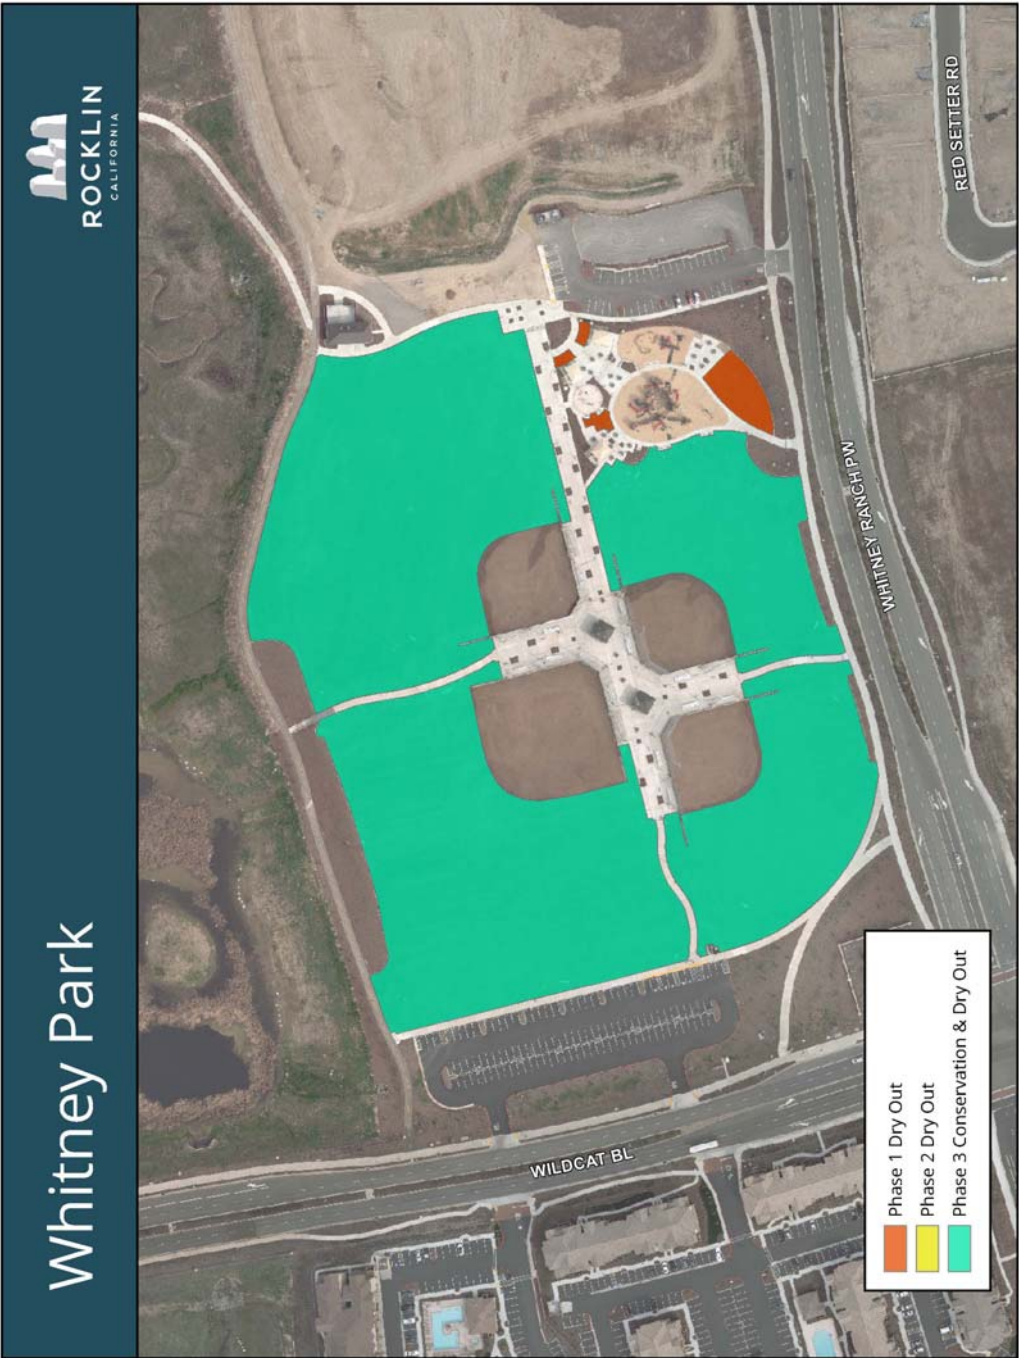 Whitney Park
ROCKLIN
CALIFORNIA
RED SETTER RD
WHITNEY RANCH PW
WILDCAT BL
Phase 1 Dry Out
Phase 2 Dry Out
Phase 3 Conservation & Dry Out